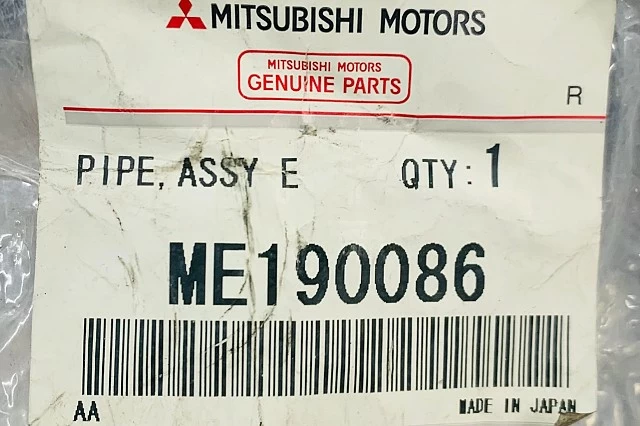 MITSUBISHI MOTORS
MITSUBISHI MOTORS
GENUINE PARTS
R
PIPE, ASSY E QTY: 1
ME190086
AA MADE IN JAPAN